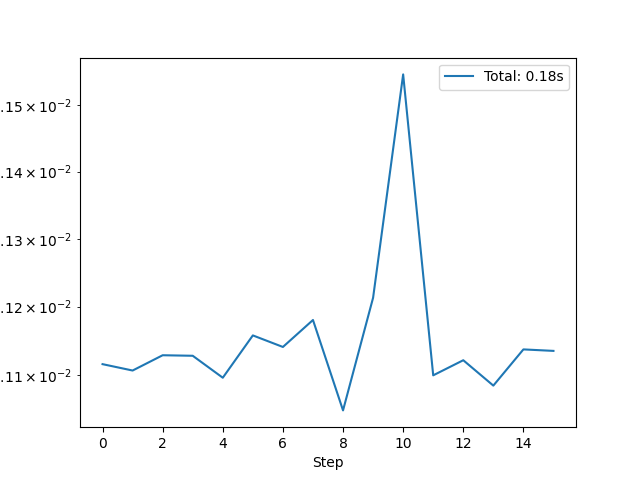 Total: 0.18s
.15 × 10⁻²
.14 × 10⁻²
.13 × 10⁻²
.12 × 10⁻²
.11 × 10⁻²
0 2 4 6 8 10 12 14
Step